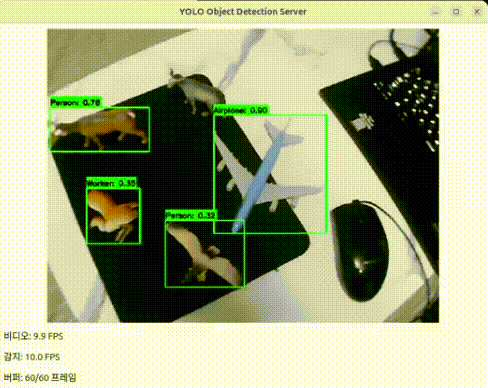 YOLO Object Detection Server
Person: 0.76
Airplane: 0.90
Worker: 0.35
Person: 0.32
비디오: 9.9 FPS
감지: 10.0 FPS
버퍼: 60/60 프레임